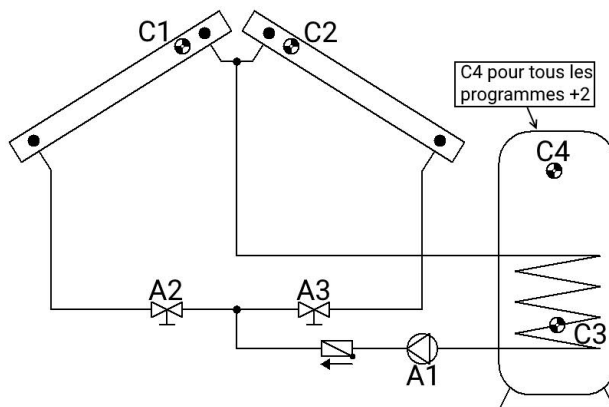 C1
C2
C4 pour tous les
programmes +2
C4
A2
A3
C3
A1